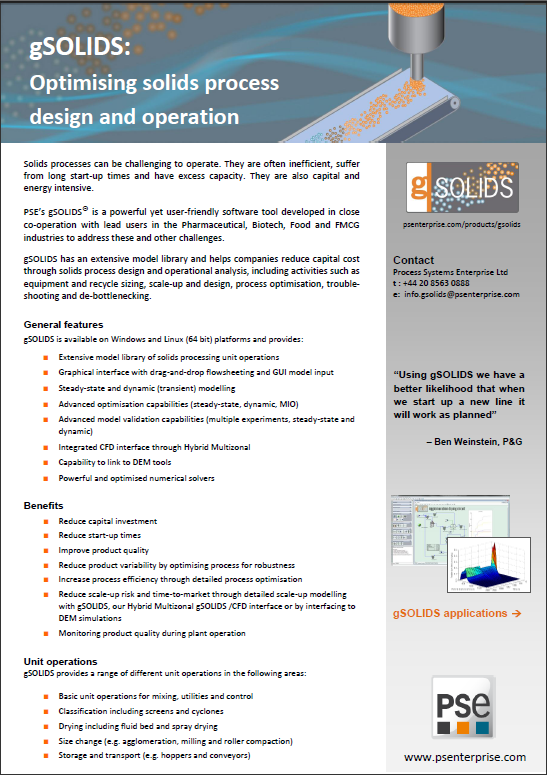 gSOLIDS:
Optimising solids process
design and operation
Solids processes can be challenging to operate. They are often inefficient, suffer
from long start-up times and have excess capacity. They are also capital and
energy intensive.
PSE's gSOLIDS® is a powerful yet user-friendly software tool developed in close
co-operation with lead users in the Pharmaceutical, Biotech, Food and FMCG
industries to address these and other challenges.
gSOLIDS has an extensive model library and helps companies reduce capital cost
through solids process design and operational analysis, including activities such as
equipment and recycle sizing, scale-up and design, process optimisation, trouble-
shooting and de-bottlenecking.
General features
gSOLIDS is available on Windows and Linux (64 bit) platforms and provides:
■ Extensive model library of solids processing unit operations
■ Graphical interface with drag-and-drop flowsheeting and GUI model input
■ Steady-state and dynamic (transient) modelling
■ Advanced optimisation capabilities (steady-state, dynamic, MIO)
■ Advanced model validation capabilities (multiple experiments, steady-state and
dynamic)
■ Integrated CFD interface through Hybrid Multizonal
■ Capability to link to DEM tools
■ Powerful and optimised numerical solvers
Benefits
■ Reduce capital investment
■ Reduce start-up times
■ Improve product quality
■ Reduce product variability by optimising process for robustness
■ Increase process efficiency through detailed process optimisation
■ Reduce scale-up risk and time-to-market through detailed scale-up modelling
with gSOLIDS, our Hybrid Multizonal gSOLIDS /CFD interface or by interfacing to
DEM simulations
■ Monitoring product quality during plant operation
Unit operations
gSOLIDS provides a range of different unit operations in the following areas:
■ Basic unit operations for mixing, utilities and control
■ Classification including screens and cyclones
■ Drying including fluid bed and spray drying
■ Size change (e.g. agglomeration, milling and roller compaction)
■ Storage and transport (e.g. hoppers and conveyors)
gSOLIDS
psenterprise.com/products/gsolids
Contact
Process Systems Enterprise Ltd
t : +44 20 8563 0888
e: info.gsolids@psenterprise.com
“Using gSOLIDS we have a
better likelihood that when
we start up a new line it
will work as planned”
– Ben Weinstein, P&G
gSOLIDS applications →
PSe
www.psenterprise.com